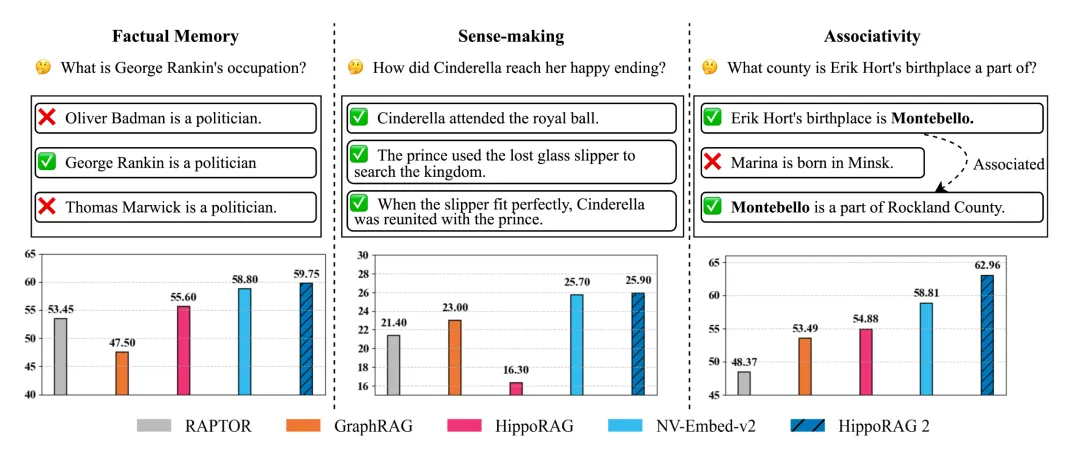 Factual Memory
What is George Rankin's occupation?
Oliver Badman is a politician.
George Rankin is a politician
Thomas Marwick is a politician.
65
60
55
50
45
40
53.45
47.50
55.60
58.80
59.75
Sense-making
How did Cinderella reach her happy ending?
Cinderella attended the royal ball.
The prince used the lost glass slipper to
search the kingdom.
When the slipper fit perfectly, Cinderella
was reunited with the prince.
30
28
26
24
22
20
18
16
21.40
23.00
16.30
25.70
25.90
Associativity
What county is Erik Hort's birthplace a part of?
Erik Hort's birthplace is Montebello.
Marina is born in Minsk.
Associated
Montebello is a part of Rockland County.
65
60
55
50
45
48.37
53.49
54.88
58.81
62.96
RAPTOR
GraphRAG
HippoRAG
NV-Embed-v2
HippoRAG 2